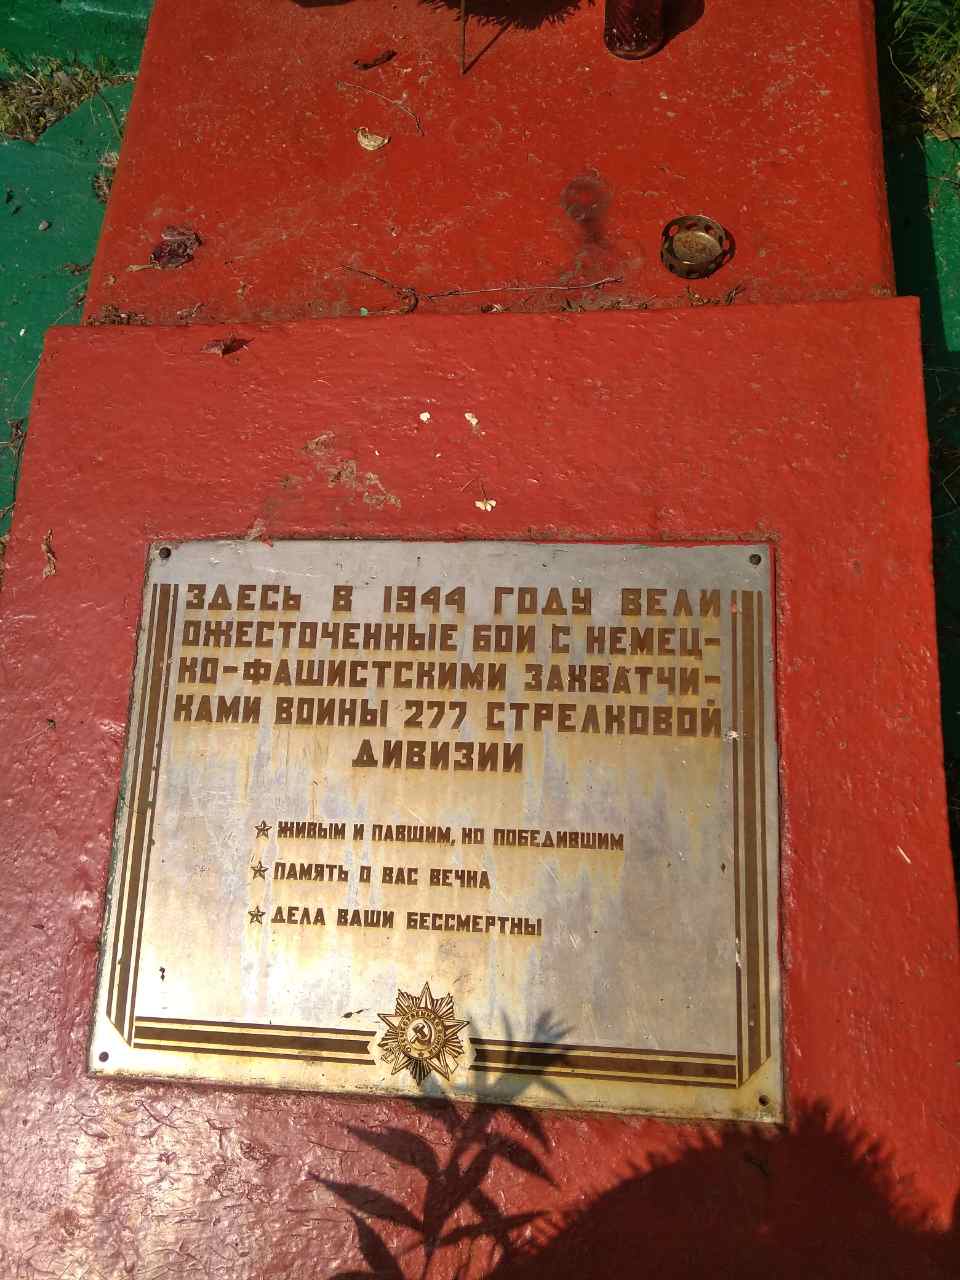 ЗДЕСЬ В 1944 ГОДУ ВЕЛИ
ОЖЕСТОЧЕННЫЕ БОИ С НЕМЕЦ-
КО-ФАШИСТСКИМИ ЗАХВАТЧИ-
КАМИ ВОИНЫ 277 СТРЕЛКОВОЙ
ДИВИЗИИ
ЖИВЫМ И ПАВШИМ, НО ПОБЕДИВШИМ
ПАМЯТЬ О ВАС ВЕЧНА
ДЕЛА ВАШИ БЕССМЕРТНЫ